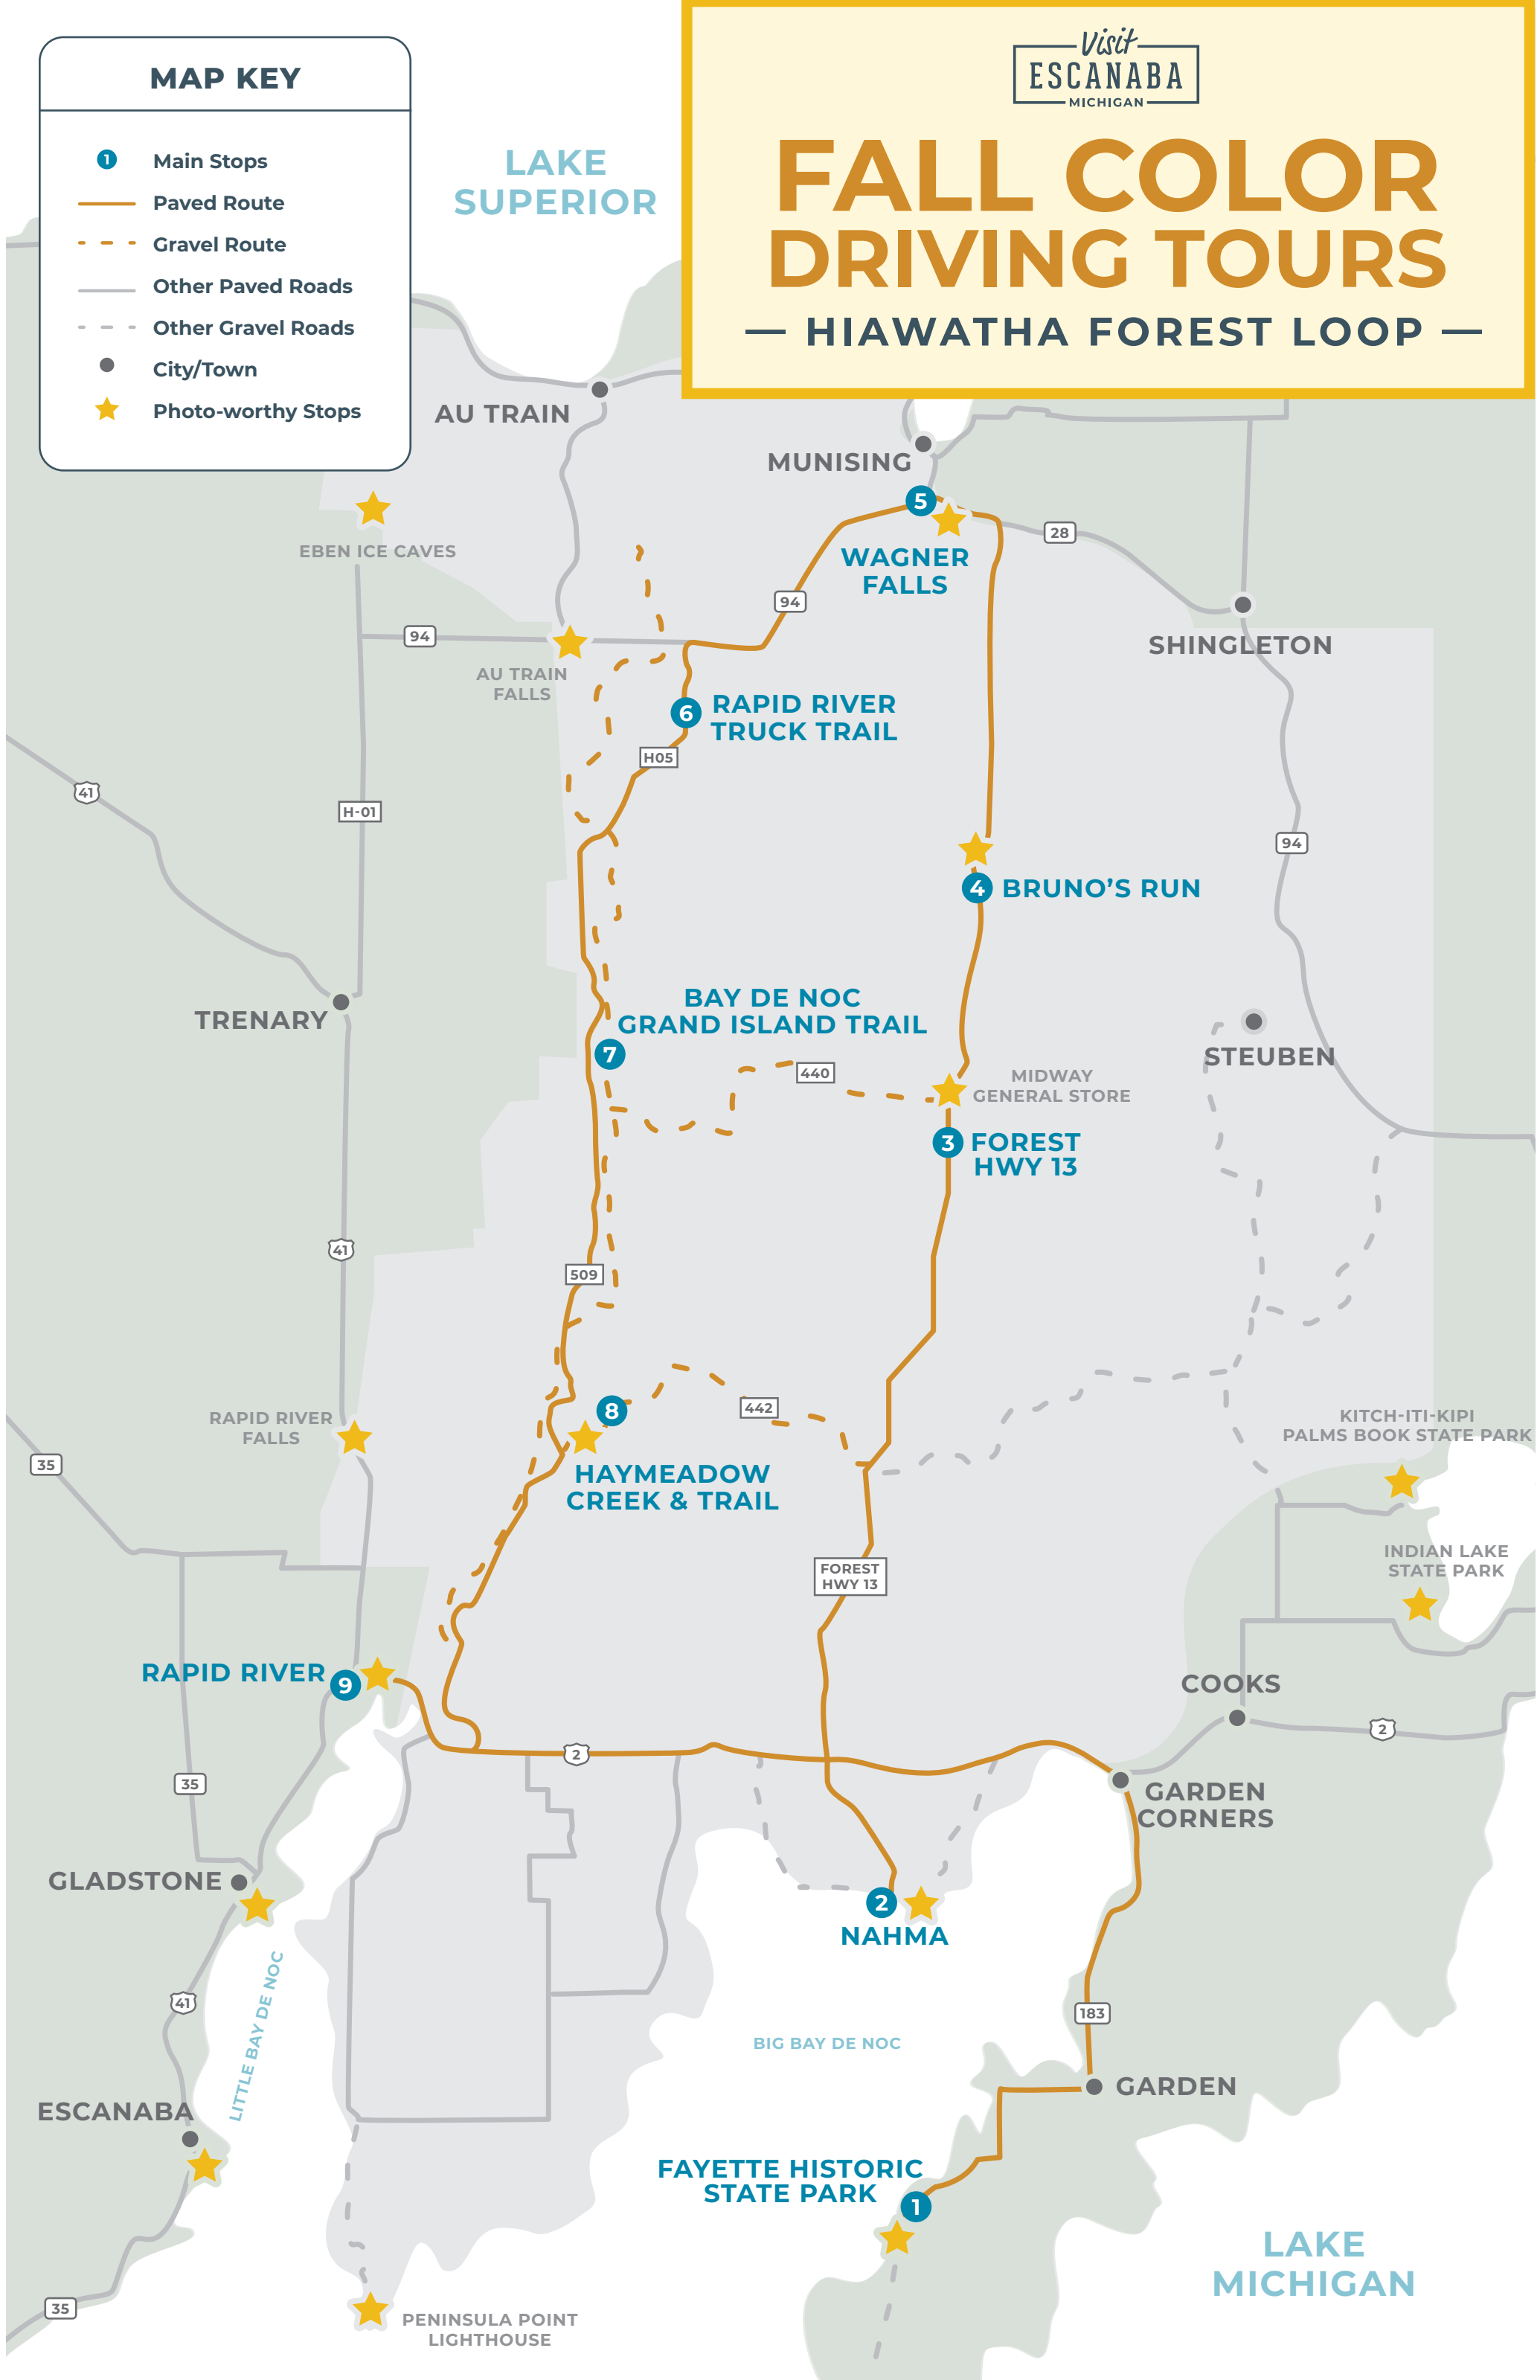 MAP KEY
1 Main Stops
Paved Route
Gravel Route
Other Paved Roads
Other Gravel Roads
City/Town
Photo-worthy Stops
LAKE
SUPERIOR
Visit
ESCANABA
MICHIGAN
FALL COLOR
DRIVING TOURS
— HIAWATHA FOREST LOOP —
AU TRAIN
MUNISING
5
WAGNER
FALLS
28
EBEN ICE CAVES
94
94
SHINGLETON
AU TRAIN
FALLS
6
RAPID RIVER
TRUCK TRAIL
H05
41
H-01
94
4 BRUNO’S RUN
TRENARY
BAY DE NOC
GRAND ISLAND TRAIL
7
STEUBEN
440
MIDWAY
GENERAL STORE
3 FOREST
HWY 13
41
509
8
442
RAPID RIVER
FALLS
KITCH-ITI-KIPI
PALMS BOOK STATE PARK
35
HAYMEADOW
CREEK & TRAIL
INDIAN LAKE
STATE PARK
FOREST
HWY 13
RAPID RIVER
9
COOKS
2
2
35
GARDEN
CORNERS
GLADSTONE
2
NAHMA
41
LITTLE BAY DE NOC
183
BIG BAY DE NOC
GARDEN
ESCANABA
FAYETTE HISTORIC
STATE PARK
1
LAKE
MICHIGAN
35
PENINSULA POINT
LIGHTHOUSE